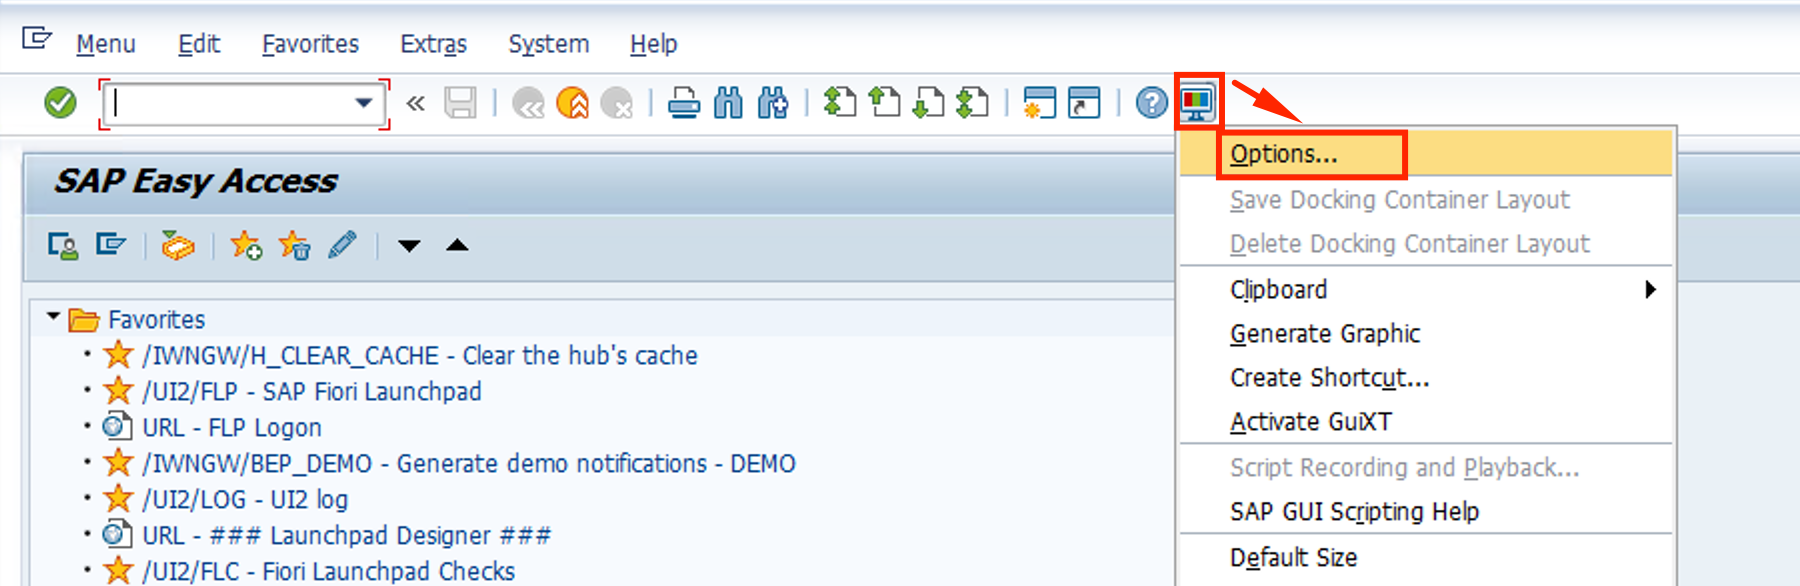 Menu Edit Favorites Extras System Help
SAP Easy Access
Options...
Save Docking Container Layout
Delete Docking Container Layout
Clipboard
Generate Graphic
Create Shortcut...
Activate GuiXT
Script Recording and Playback...
SAP GUI Scripting Help
Default Size
Favorites
/IWNGW/H_CLEAR_CACHE - Clear the hub's cache
/UI2/FLP - SAP Fiori Launchpad
URL - FLP Logon
/IWNGW/BEP_DEMO - Generate demo notifications - DEMO
/UI2/LOG - UI2 log
URL - ### Launchpad Designer ###
/UI2/FLC - Fiori Launchpad Checks